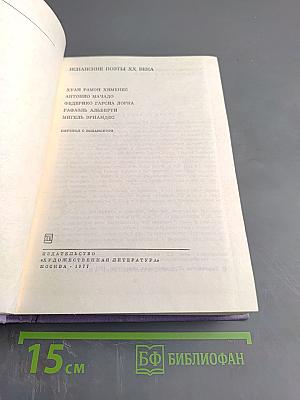 ИСПАНСКИЕ ПОЭТЫ XX ВЕКА
ХУАН РАМОН ХИМЕНЕС
АНТОНИО МАЧАДО
ФЕДЕРИКО ГАРСИА ЛОРКА
РАФАЭЛЬ АЛЬБЕРТИ
МИГЕЛЬ ЭРНАНДЕС
ПЕРЕВОД С ИСПАНСКОГО
ИЗДАТЕЛЬСТВО
«ХУДОЖЕСТВЕННАЯ ЛИТЕРАТУРА»
МОСКВА · 1977
15 см
БФ БИБЛИОФАН